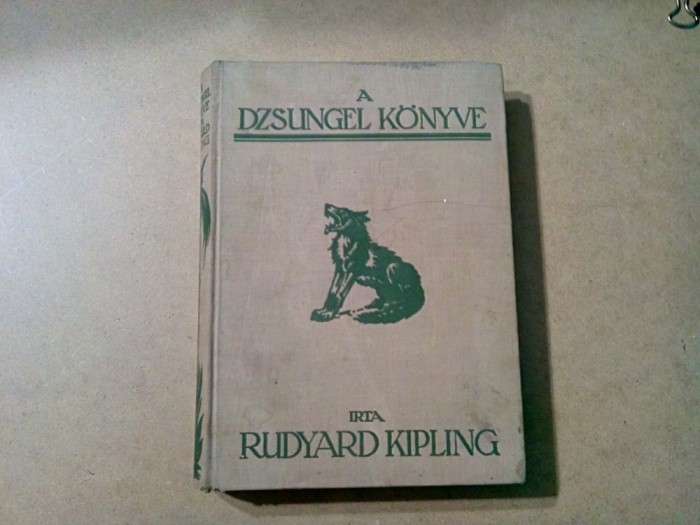 A
DZSUNGEL KÖNYVE
IRTA
RUDYARD KIPLING